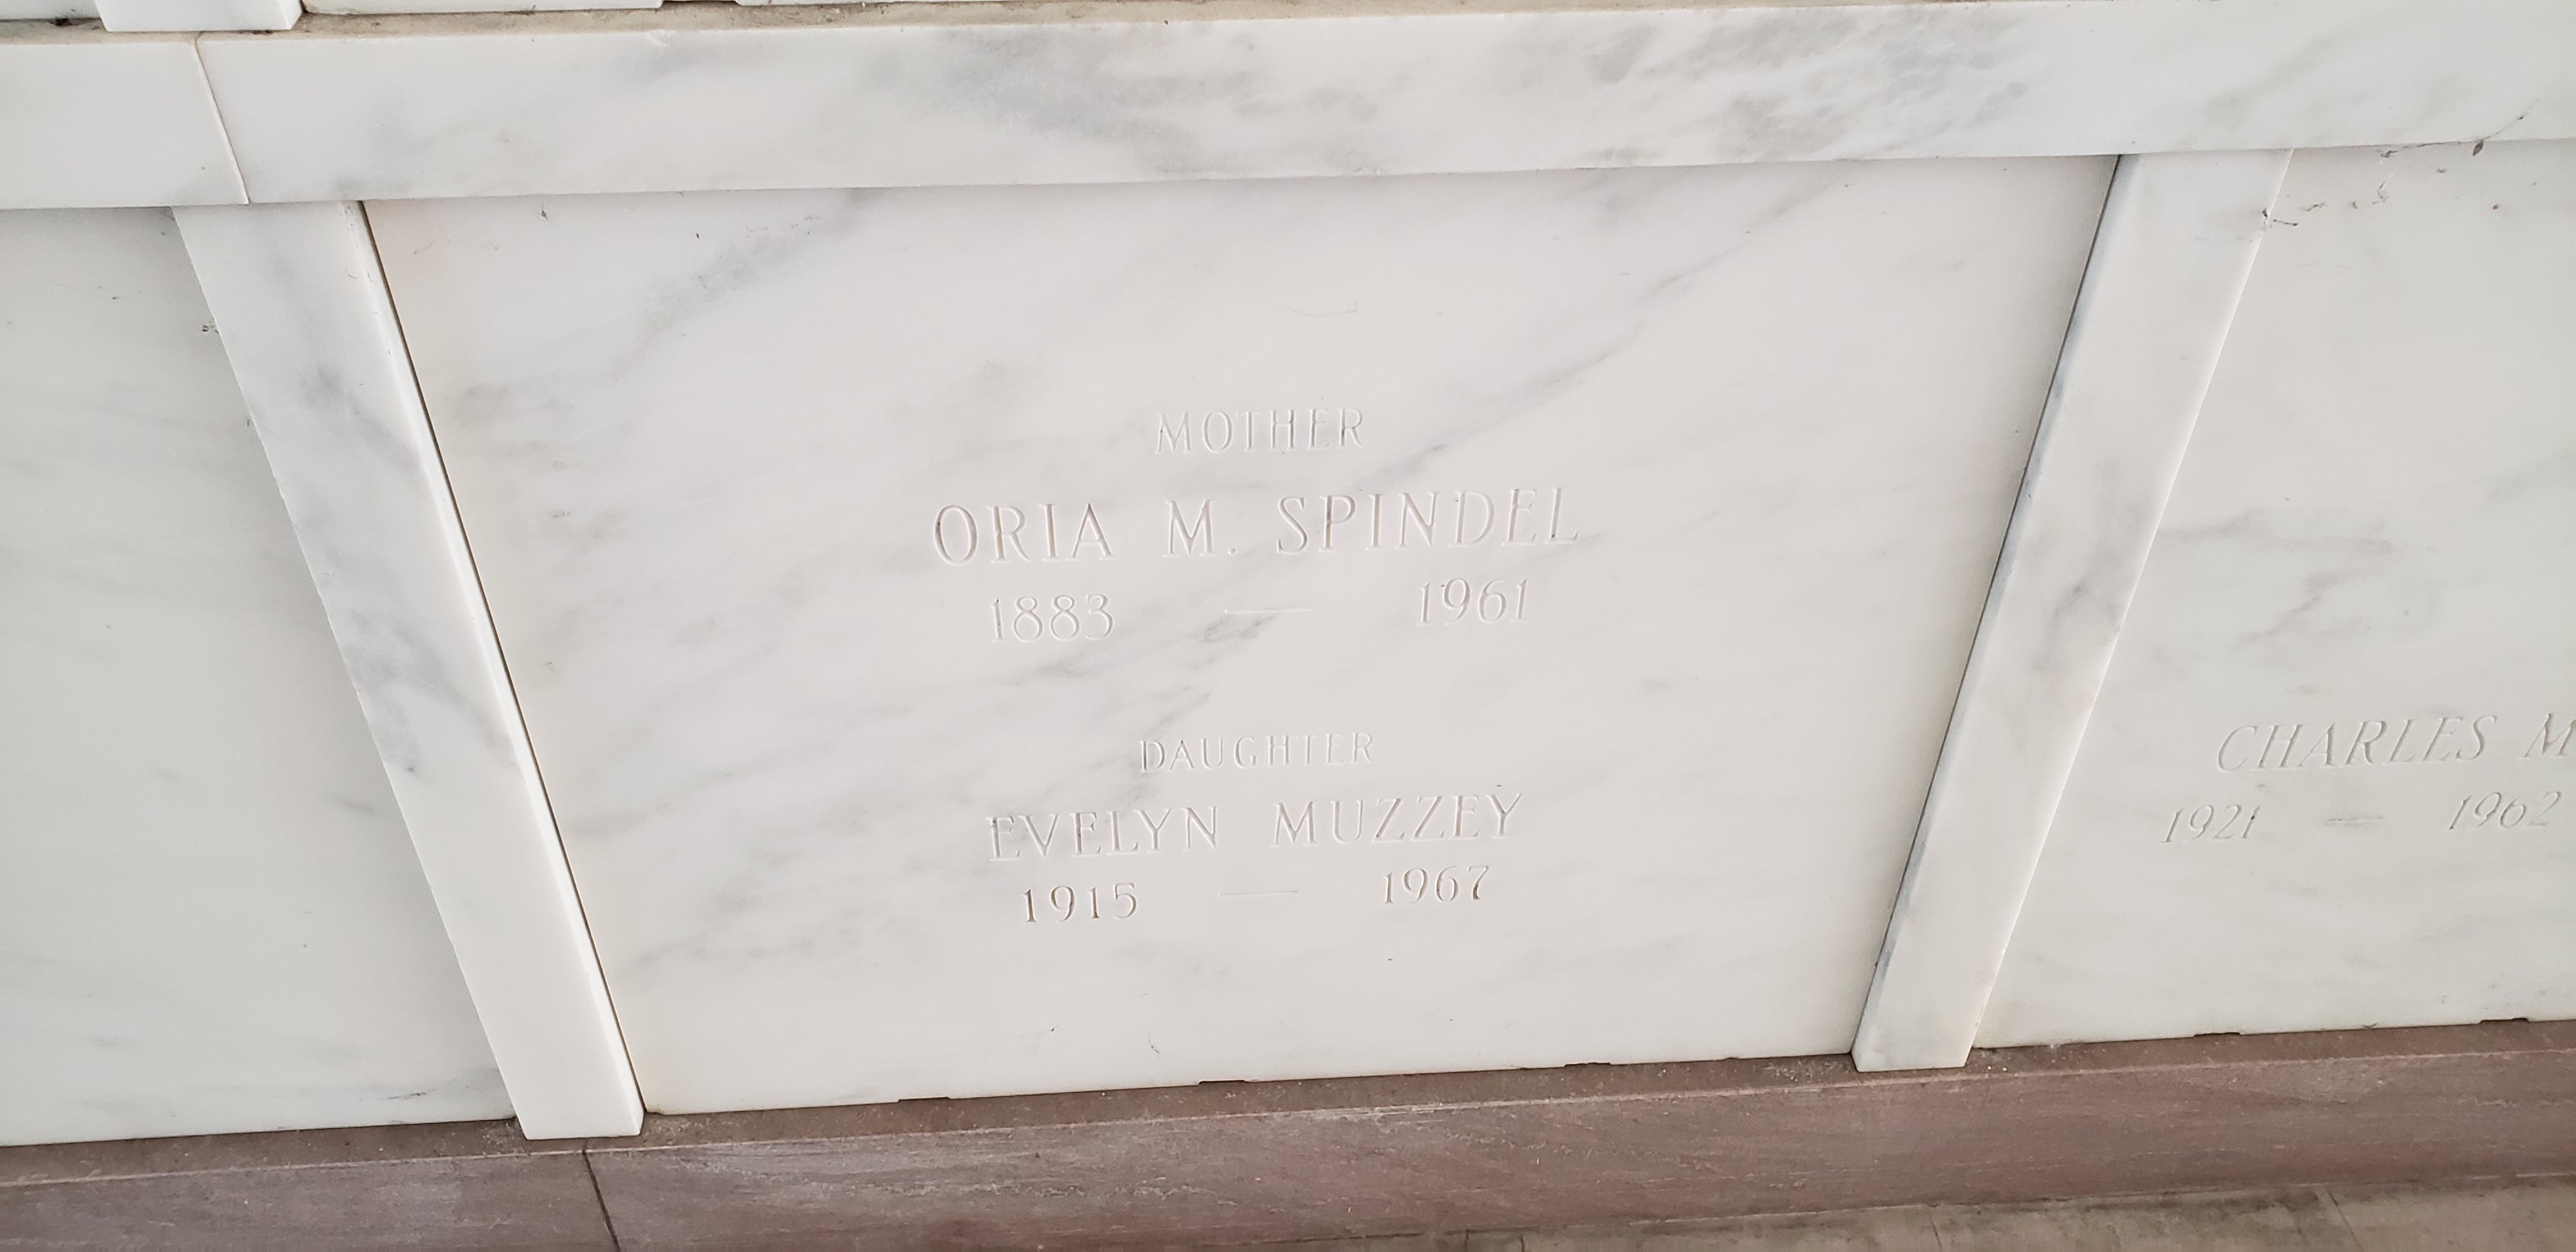 MOTHER
ORIA M. SPINDEL
1883 — 1961
DAUGHTER
EVELYN MUZZEY
1915 — 1967
CHARLES M
1921 — 1962